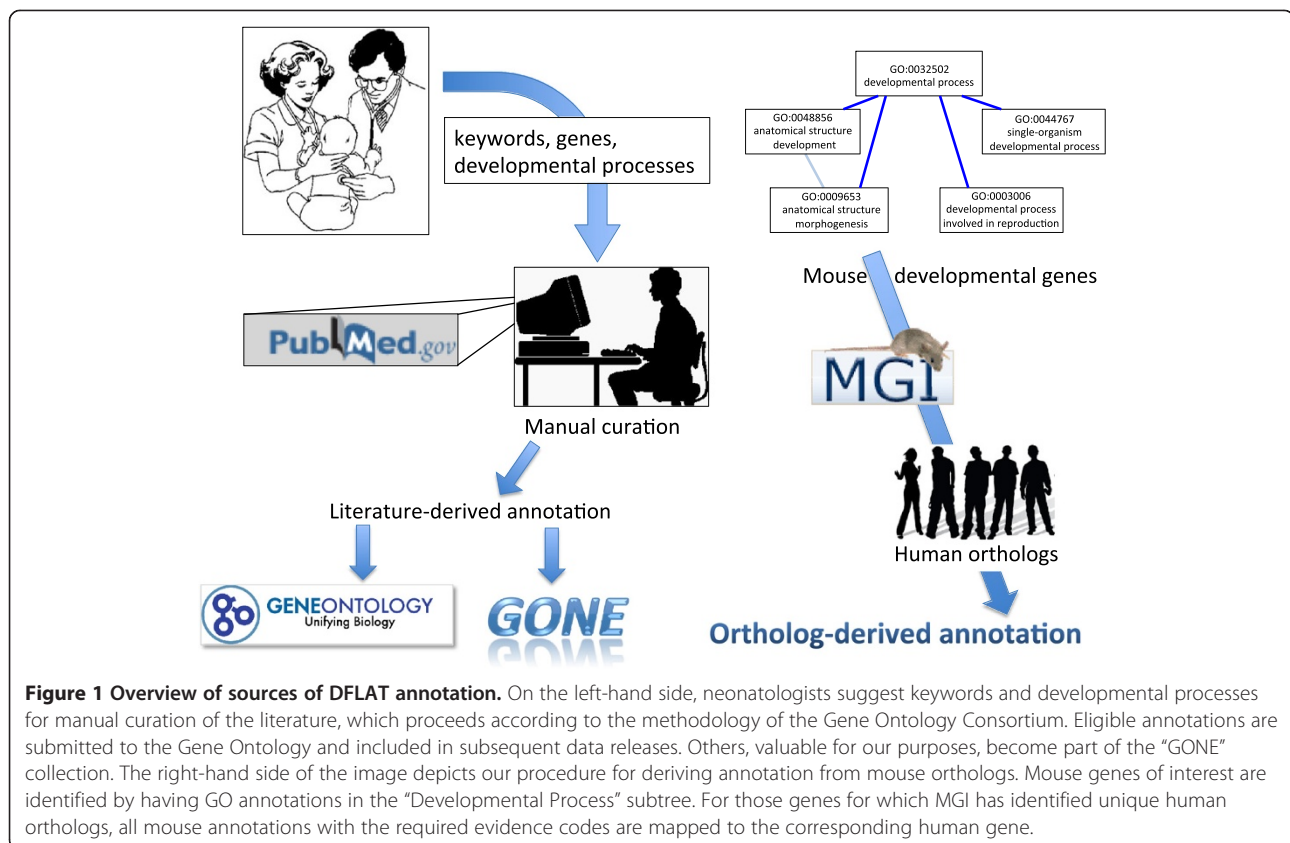 keywords, genes,
developmental processes
PubMed.gov
Manual curation
Literature-derived annotation
GENEONTOLOGY
Unifying Biology
GONE
GO:0032502
developmental process
GO:0048856
anatomical structure
development
GO:0044767
single-organism
developmental process
GO:0009653
anatomical structure
morphogenesis
GO:0003006
developmental process
involved in reproduction
Mouse developmental genes
MGI
Human orthologs
Ortholog-derived annotation
Figure 1 Overview of sources of DFLAT annotation. On the left-hand side, neonatologists suggest keywords and developmental processes
for manual curation of the literature, which proceeds according to the methodology of the Gene Ontology Consortium. Eligible annotations are
submitted to the Gene Ontology and included in subsequent data releases. Others, valuable for our purposes, become part of the “GONE”
collection. The right-hand side of the image depicts our procedure for deriving annotation from mouse orthologs. Mouse genes of interest are
identified by having GO annotations in the “Developmental Process” subtree. For those genes for which MGI has identified unique human
orthologs, all mouse annotations with the required evidence codes are mapped to the corresponding human gene.